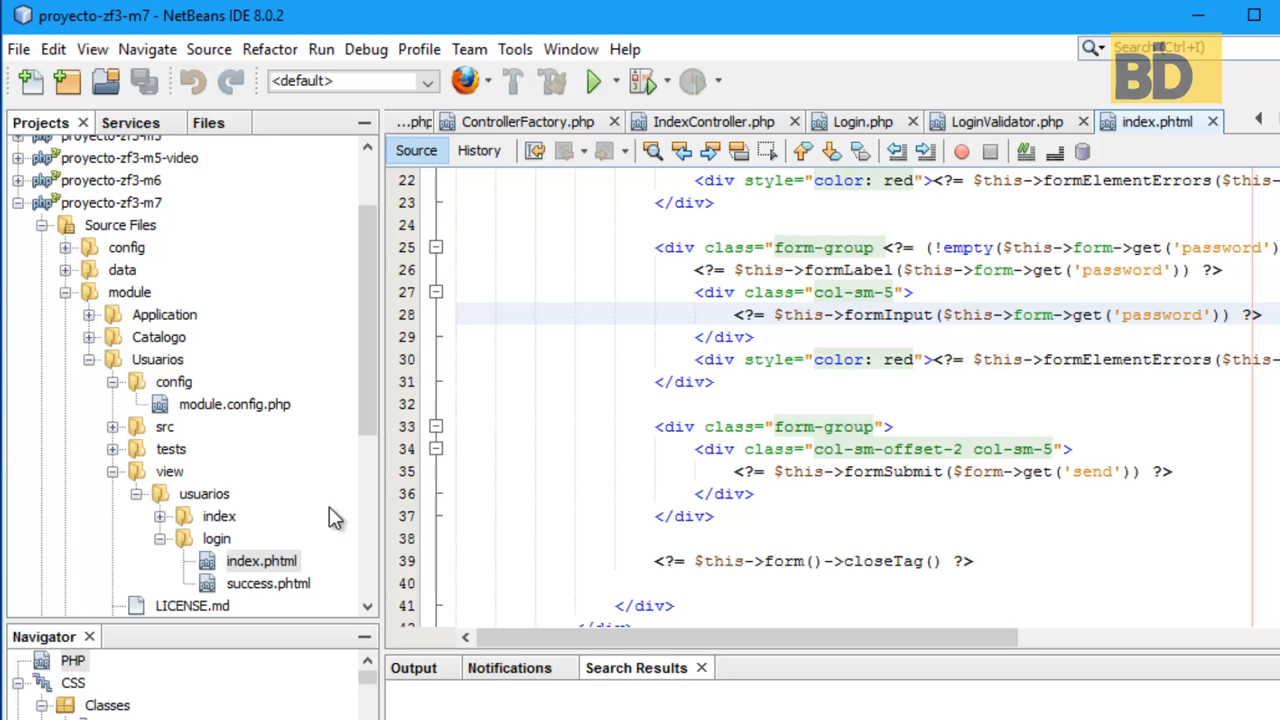 proyecto-zf3-m7 - NetBeans IDE 8.0.2
File Edit View Navigate Source Refactor Run Debug Profile Team Tools Window Help
Search (Ctrl+I)
BD
<default>
Projects Services Files
...php ControllerFactory.php IndexController.php Login.php LoginValidator.php index.phtml
Source History
proyecto-zf3-m5
proyecto-zf3-m5-video
proyecto-zf3-m6
proyecto-zf3-m7
Source Files
config
data
module
Application
Catalogo
Usuarios
config
module.config.php
src
tests
view
usuarios
index
login
index.phtml
success.phtml
LICENSE.md
22 <div style="color: red"><?= $this->formElementErrors($this-
23 </div>
24
25 <div class="form-group <?= (!empty($this->form->get('password')
26 <?= $this->formLabel($this->form->get('password')) ?>
27 <div class="col-sm-5">
28 <?= $this->formInput($this->form->get('password')) ?>
29 </div>
30 <div style="color: red"><?= $this->formElementErrors($this-
31 </div>
32
33 <div class="form-group">
34 <div class="col-sm-offset-2 col-sm-5">
35 <?= $this->formSubmit($form->get('send')) ?>
36 </div>
37 </div>
38
39 <?= $this->form()->closeTag() ?>
40
41 </div>
Navigator
PHP
CSS
Classes
Output Notifications Search Results